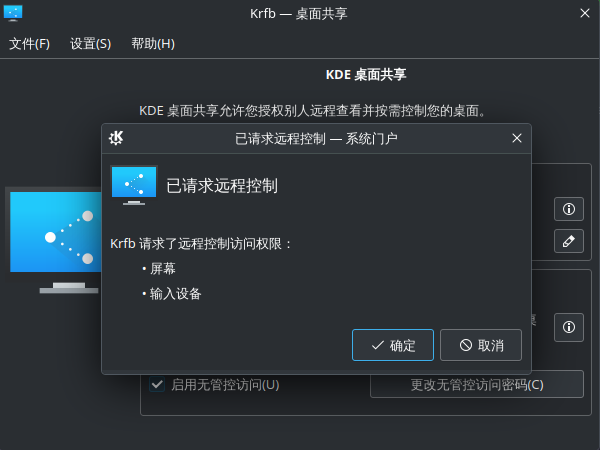 Krfb — 桌面共享
文件(F) 设置(S) 帮助(H)
KDE 桌面共享
KDE 桌面共享允许您授权别人远程查看并按需控制您的桌面。
已请求远程控制 — 系统门户
已请求远程控制
Krfb 请求了远程控制访问权限：
• 屏幕
• 输入设备
确定 取消
启用无管控访问(U) 更改无管控访问密码(C)